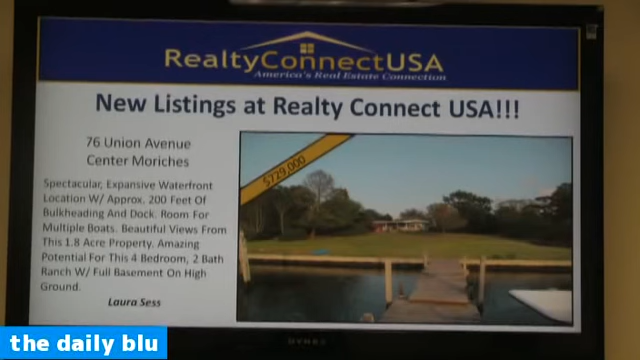 RealtyConnectUSA
America's Real Estate Connection
New Listings at Realty Connect USA!!!
76 Union Avenue
Center Moriches
Spectacular, Expansive Waterfront
Location W/ Approx. 200 Feet Of
Bulkheading And Dock. Room For
Multiple Boats. Beautiful Views From
This 1.8 Acre Property. Amazing
Potential For This 4 Bedroom, 2 Bath
Ranch W/ Full Basement On High
Ground.
Laura Sess
$729,000
DYNEX
the daily blu